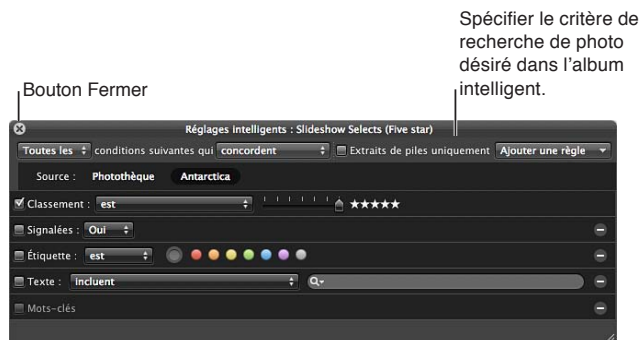 Spécifier le critère de
recherche de photo
désiré dans l'album
intelligent.
Bouton Fermer
Réglages intelligents : Slideshow Selects (Five star)
Toutes les conditions suivantes qui concordent Extraits de piles uniquement Ajouter une règle
Source : Photothèque Antarctica
Classement : est ★★★★★
Signalées : Oui
Étiquette : est
Texte : incluent
Mots-clés